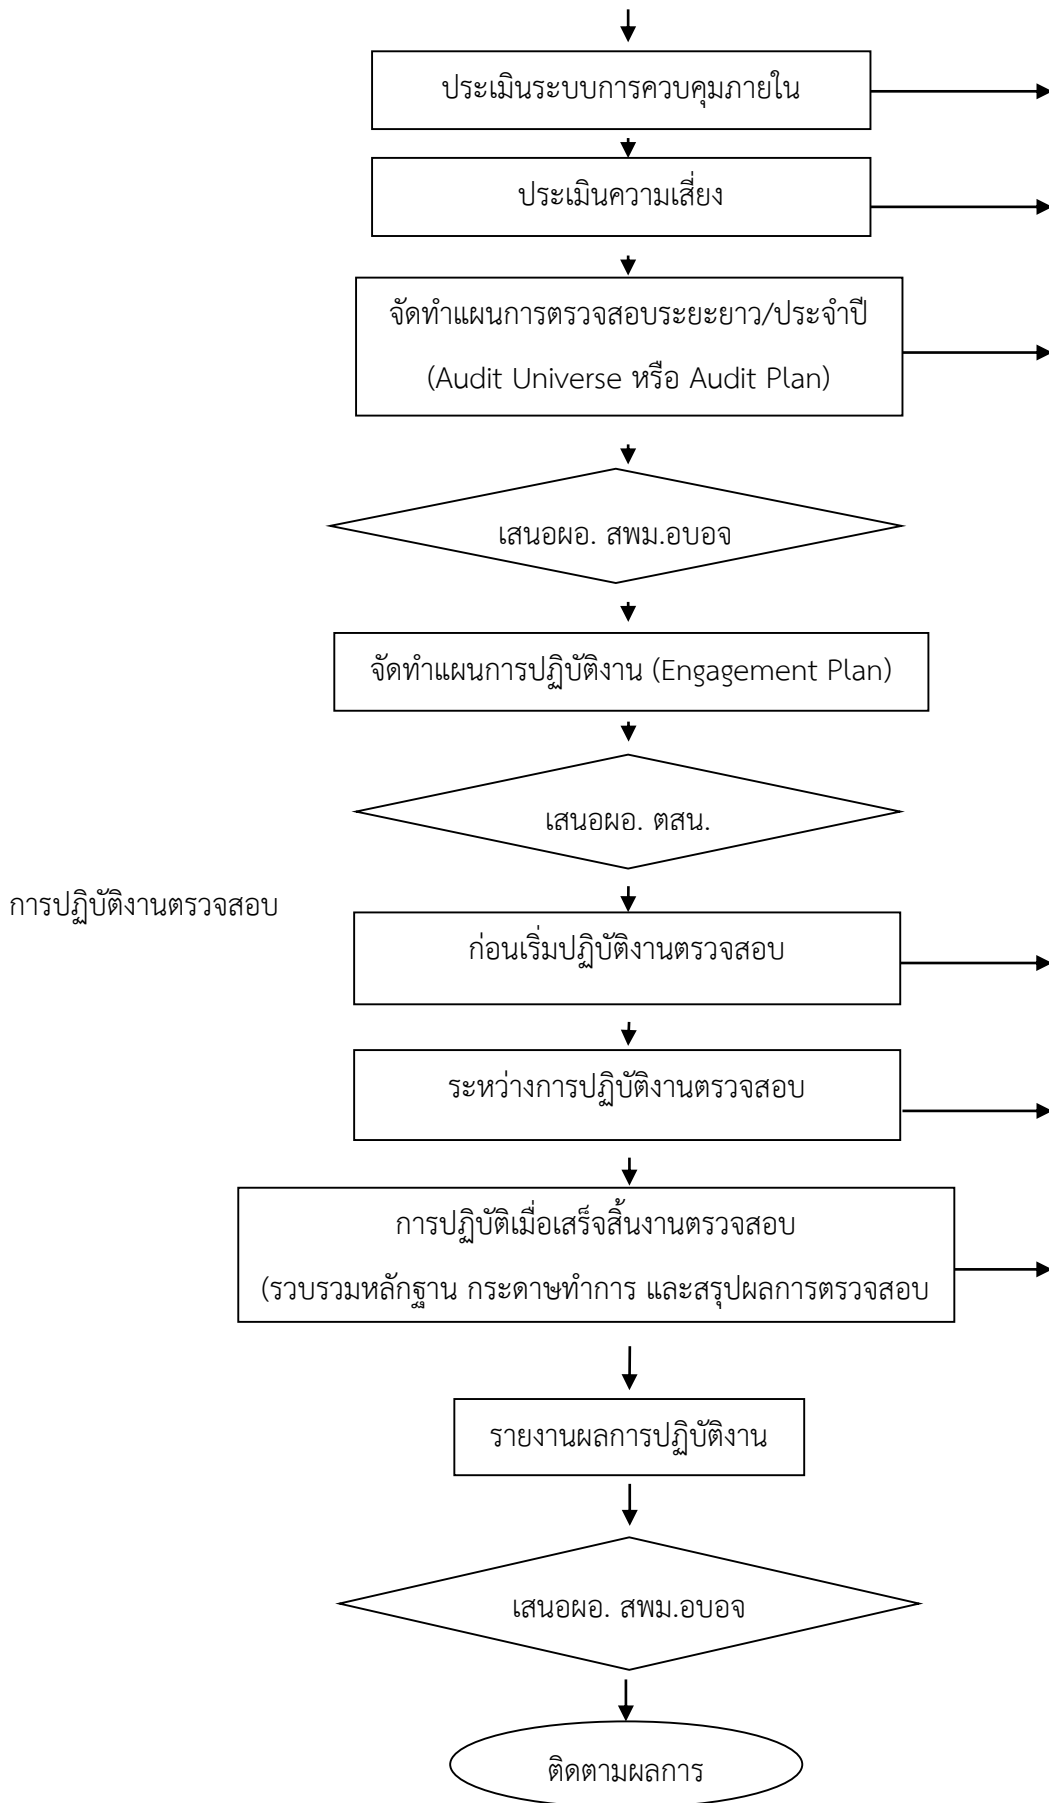 ประเมินระบบการควบคุมภายใน
ประเมินความเสี่ยง
จัดทำแผนการตรวจสอบระยะยาว/ประจำปี
(Audit Universe หรือ Audit Plan)
เสนอผอ. สพม.อบอจ
จัดทำแผนการปฏิบัติงาน (Engagement Plan)
เสนอผอ. ตสน.
การปฏิบัติงานตรวจสอบ
ก่อนเริ่มปฏิบัติงานตรวจสอบ
ระหว่างการปฏิบัติงานตรวจสอบ
การปฏิบัติเมื่อเสร็จสิ้นงานตรวจสอบ
(รวบรวมหลักฐาน กระดาษทำการ และสรุปผลการตรวจสอบ
รายงานผลการปฏิบัติงาน
เสนอผอ. สพม.อบอจ
ติดตามผลการ